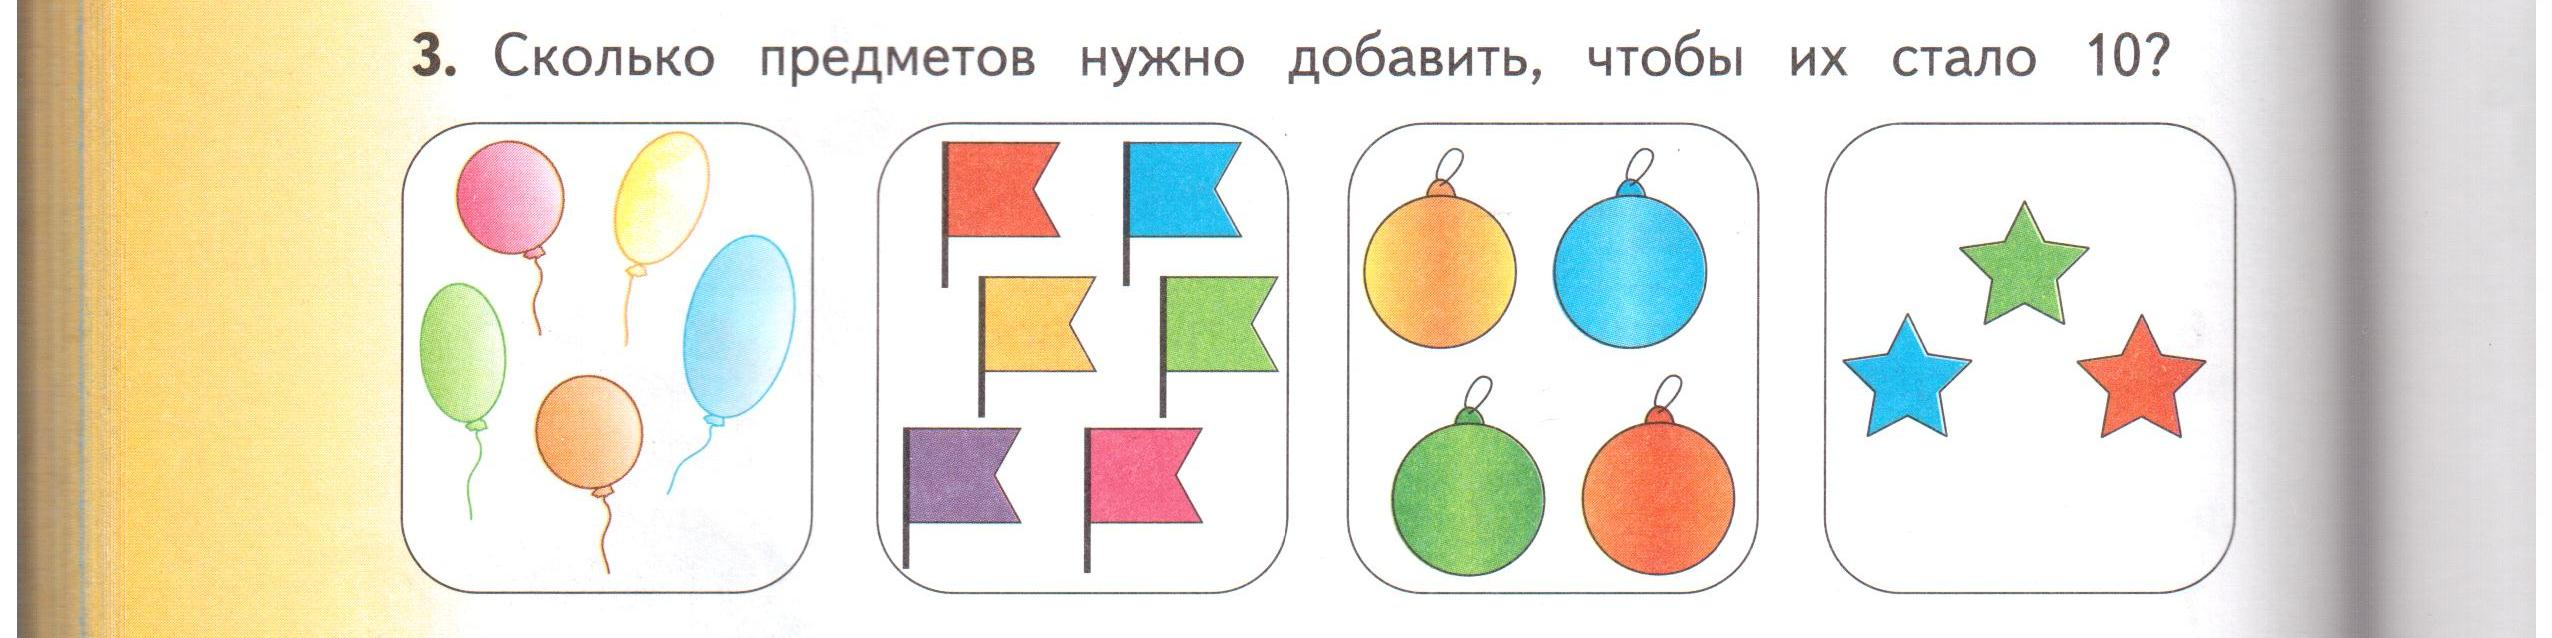 3. Сколько предметов нужно добавить, чтобы их стало 10?